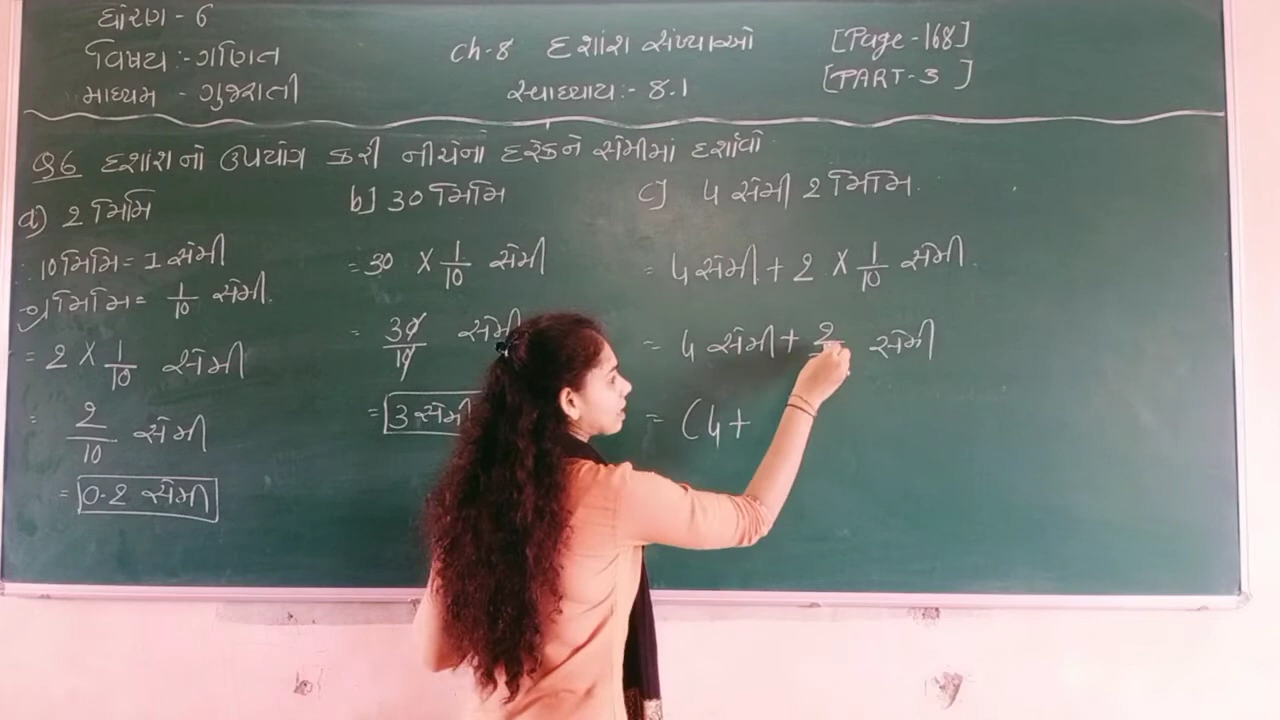 ધોરણ - 6
વિષય :- ગણિત
માધ્યમ - ગુજરાતી
ch-8 દશાંશ સંખ્યાઓ
સ્વાધ્યાય :- 8.1
[Page-168]
[PART-3]
Q6 દશાંશનો ઉપયોગ કરી નીચેનો દરેકને સેમીમાં દર્શાવો
a) 2 મિમિ
10 મિમિ = 1 સેમી
મિમિ = 1/10 સેમી
= 2 X 1/10 સેમી
= 2/10 સેમી
= 0.2 સેમી
b] 30 મિમિ
= 30 X 1/10 સેમી
= 30/10 સેમી
= 3 સેમી
c] 4 સેમી 2 મિમિ
= 4 સેમી + 2 X 1/10 સેમી
= 4 સેમી + 2 સેમી
= (4 +